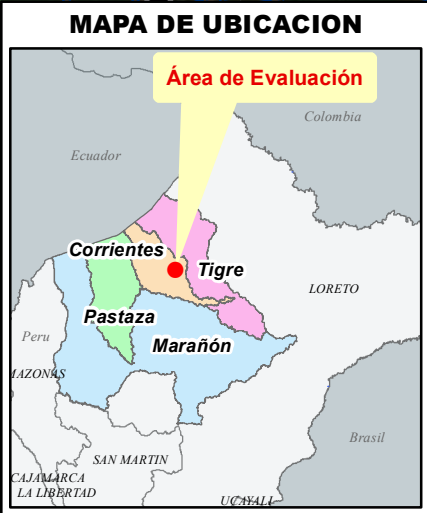 MAPA DE UBICACION
Área de Evaluación
Colombia
Ecuador
Corrientes
Tigre
LORETO
Pastaza
Peru
Marañón
MAZONAS
Brasil
SAN MARTIN
CAJAMARCA
LA LIBERTAD
UCAYALI